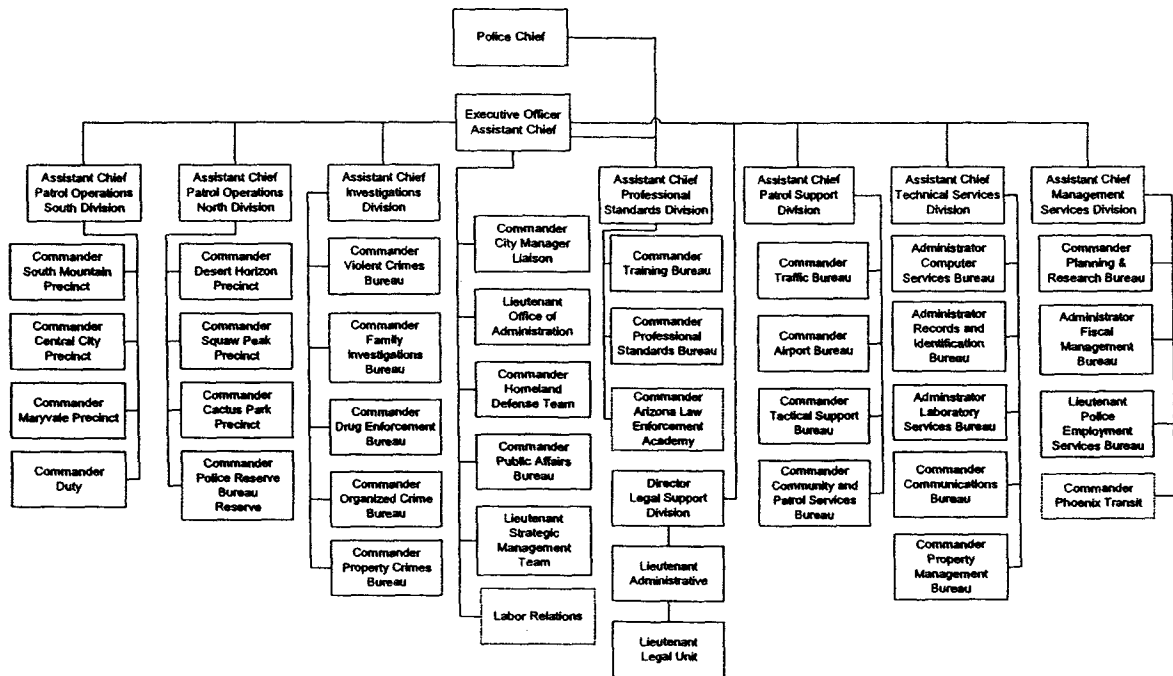 Police Chief
Executive Officer
Assistant Chief
Assistant Chief
Patrol Operations
South Division
Commander
South Mountain
Precinct
Commander
Central City
Precinct
Commander
Maryvale Precinct
Commander
Duty
Assistant Chief
Patrol Operations
North Division
Commander
Desert Horizon
Precinct
Commander
Squaw Peak
Precinct
Commander
Cactus Park
Precinct
Commander
Police Reserve
Bureau
Reserve
Assistant Chief
Investigations
Division
Commander
Violent Crimes
Bureau
Commander
Family
Investigations
Bureau
Commander
Drug Enforcement
Bureau
Commander
Organized Crime
Bureau
Commander
Property Crimes
Bureau
Commander
City Manager
Liaison
Lieutenant
Office of
Administration
Commander
Homeland
Defense Team
Commander
Public Affairs
Bureau
Lieutenant
Strategic
Management
Team
Labor Relations
Assistant Chief
Professional
Standards Division
Commander
Training Bureau
Commander
Professional
Standards Bureau
Commander
Arizona Law
Enforcement
Academy
Director
Legal Support
Division
Lieutenant
Administrative
Lieutenant
Legal Unit
Assistant Chief
Patrol Support
Division
Commander
Traffic Bureau
Commander
Airport Bureau
Commander
Tactical Support
Bureau
Commander
Community and
Patrol Services
Bureau
Assistant Chief
Technical Services
Division
Administrator
Computer
Services Bureau
Administrator
Records and
Identification
Bureau
Adminstrator
Laboratory
Services Bureau
Commander
Communications
Bureau
Commander
Property
Management
Bureau
Assistant Chief
Management
Services Division
Commander
Planning &
Research Bureau
Administrator
Fiscal
Management
Bureau
Lieutenant
Police
Employment
Services Bureau
Commander
Phoenix Transit